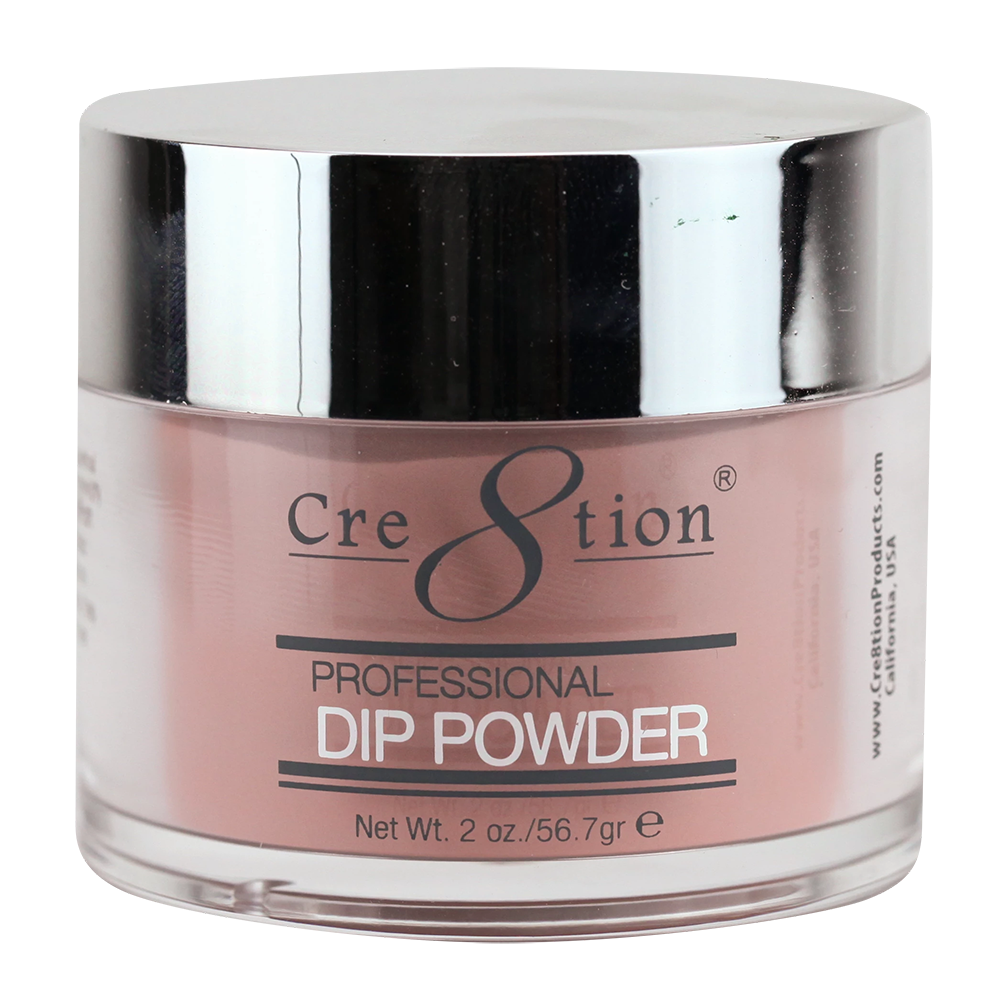 Cre8tion®
PROFESSIONAL
DIP POWDER
Net Wt. 2 oz./56.7gr ℮
www.Cre8tionProducts.com
California, USA